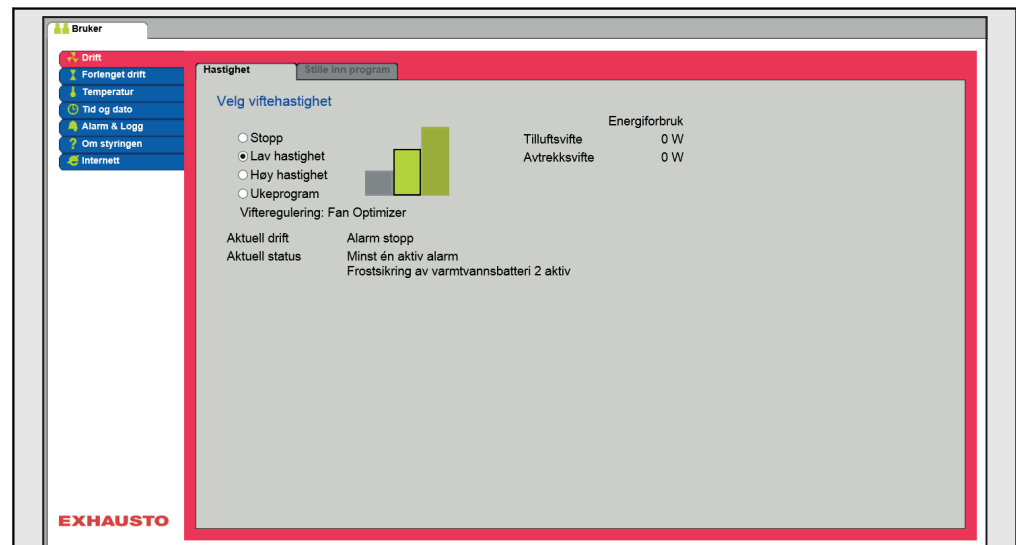 Bruker
Drift
Forlenget drift
Temperatur
Tid og dato
Alarm & Logg
Om styringen
Internett
Hastighet
Stille inn program
Velg viftehastighet
Stopp
Lav hastighet
Høy hastighet
Ukeprogram
Vifteregulering: Fan Optimizer
Energiforbruk
Tilluftsvifte 0 W
Avtrekksvifte 0 W
Aktuell drift Alarm stopp
Aktuell status Minst én aktiv alarm
Frostsikring av varmtvannsbatteri 2 aktiv
EXHAUSTO